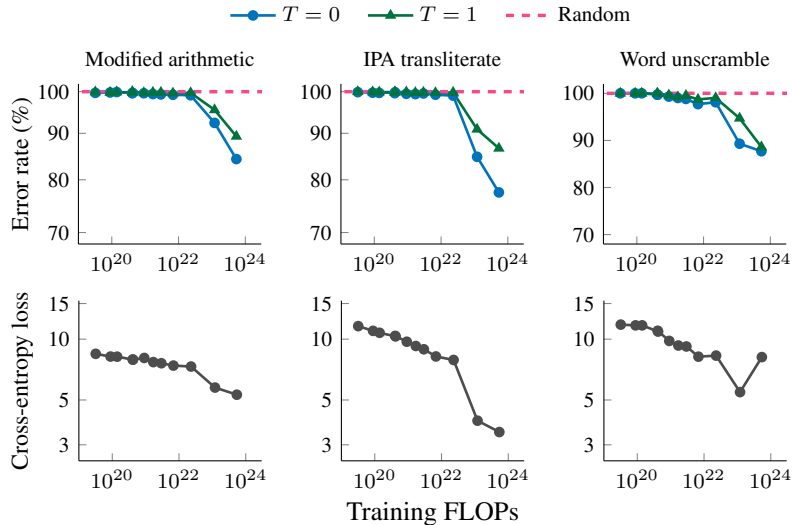 T = 0 T = 1 Random
Modified arithmetic IPA transliterate Word unscramble
Error rate (%)
100 100 100
90 90 90
80 80 80
70 70 70
10^20 10^22 10^24 10^20 10^22 10^24 10^20 10^22 10^24
Cross-entropy loss
15 15 15
10 10 10
5 5 5
3 3 3
10^20 10^22 10^24 10^20 10^22 10^24 10^20 10^22 10^24
Training FLOPs